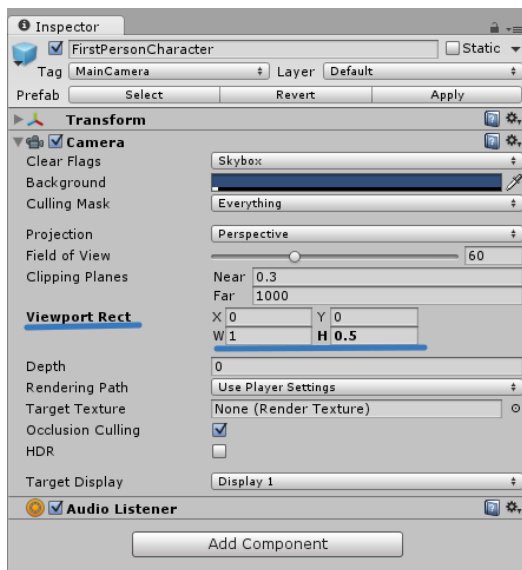 Inspector
FirstPersonCharacter Static
Tag MainCamera Layer Default
Prefab Select Revert Apply
Transform
Camera
Clear Flags Skybox
Background
Culling Mask Everything
Projection Perspective
Field of View 60
Clipping Planes Near 0.3
Far 1000
Viewport Rect X 0 Y 0
W 1 H 0.5
Depth 0
Rendering Path Use Player Settings
Target Texture None (Render Texture)
Occlusion Culling
HDR
Target Display Display 1
Audio Listener
Add Component